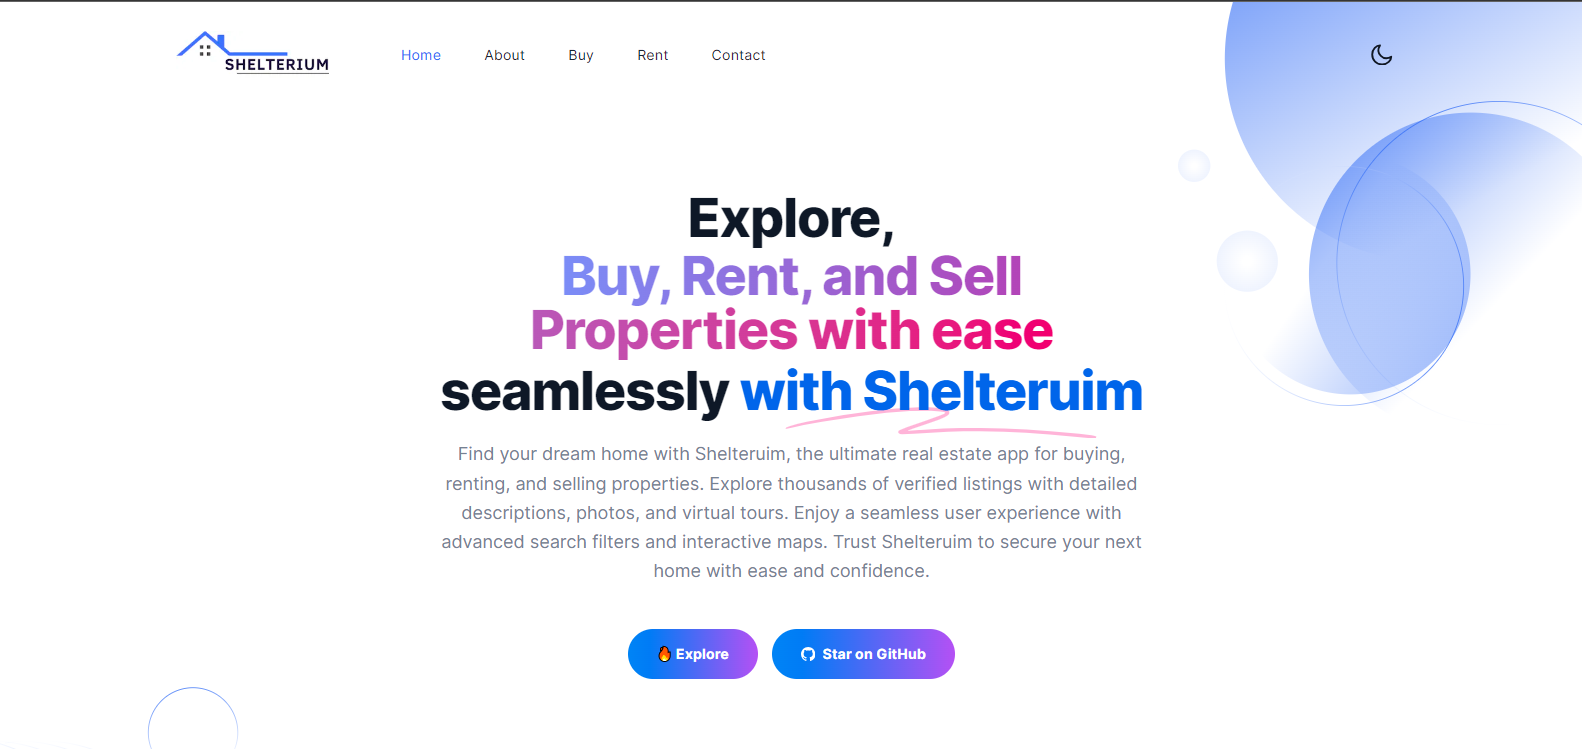 SHELTERIUM
Home About Buy Rent Contact
Explore,
Buy, Rent, and Sell
Properties with ease
seamlessly with Shelteruim
Find your dream home with Shelteruim, the ultimate real estate app for buying,
renting, and selling properties. Explore thousands of verified listings with detailed
descriptions, photos, and virtual tours. Enjoy a seamless user experience with
advanced search filters and interactive maps. Trust Shelteruim to secure your next
home with ease and confidence.
🔥 Explore
Star on GitHub